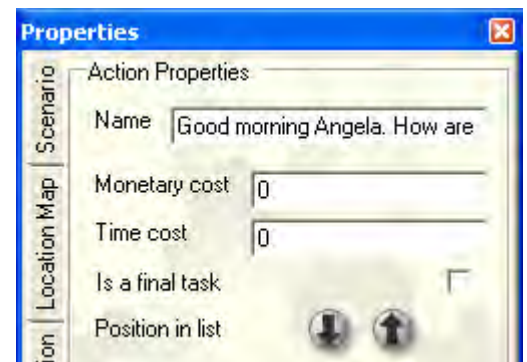 Properties
Scenario
Location Map
Action Properties
Name Good morning Angela. How are
Monetary cost 0
Time cost 0
Is a final task
Position in list